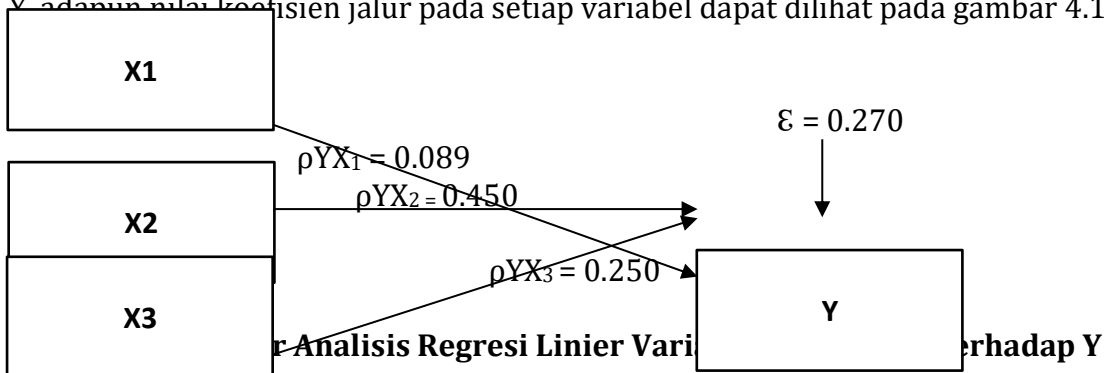 adapun nilai koefisien jalur pada setiap variabel dapat dilihat pada gambar 4.1
X1
Ɛ = 0.270
ρYX1 = 0.089
ρYX2 = 0.450
X2
ρYX3 = 0.250
X3
Y
r Analisis Regresi Linier Vari erhadap Y